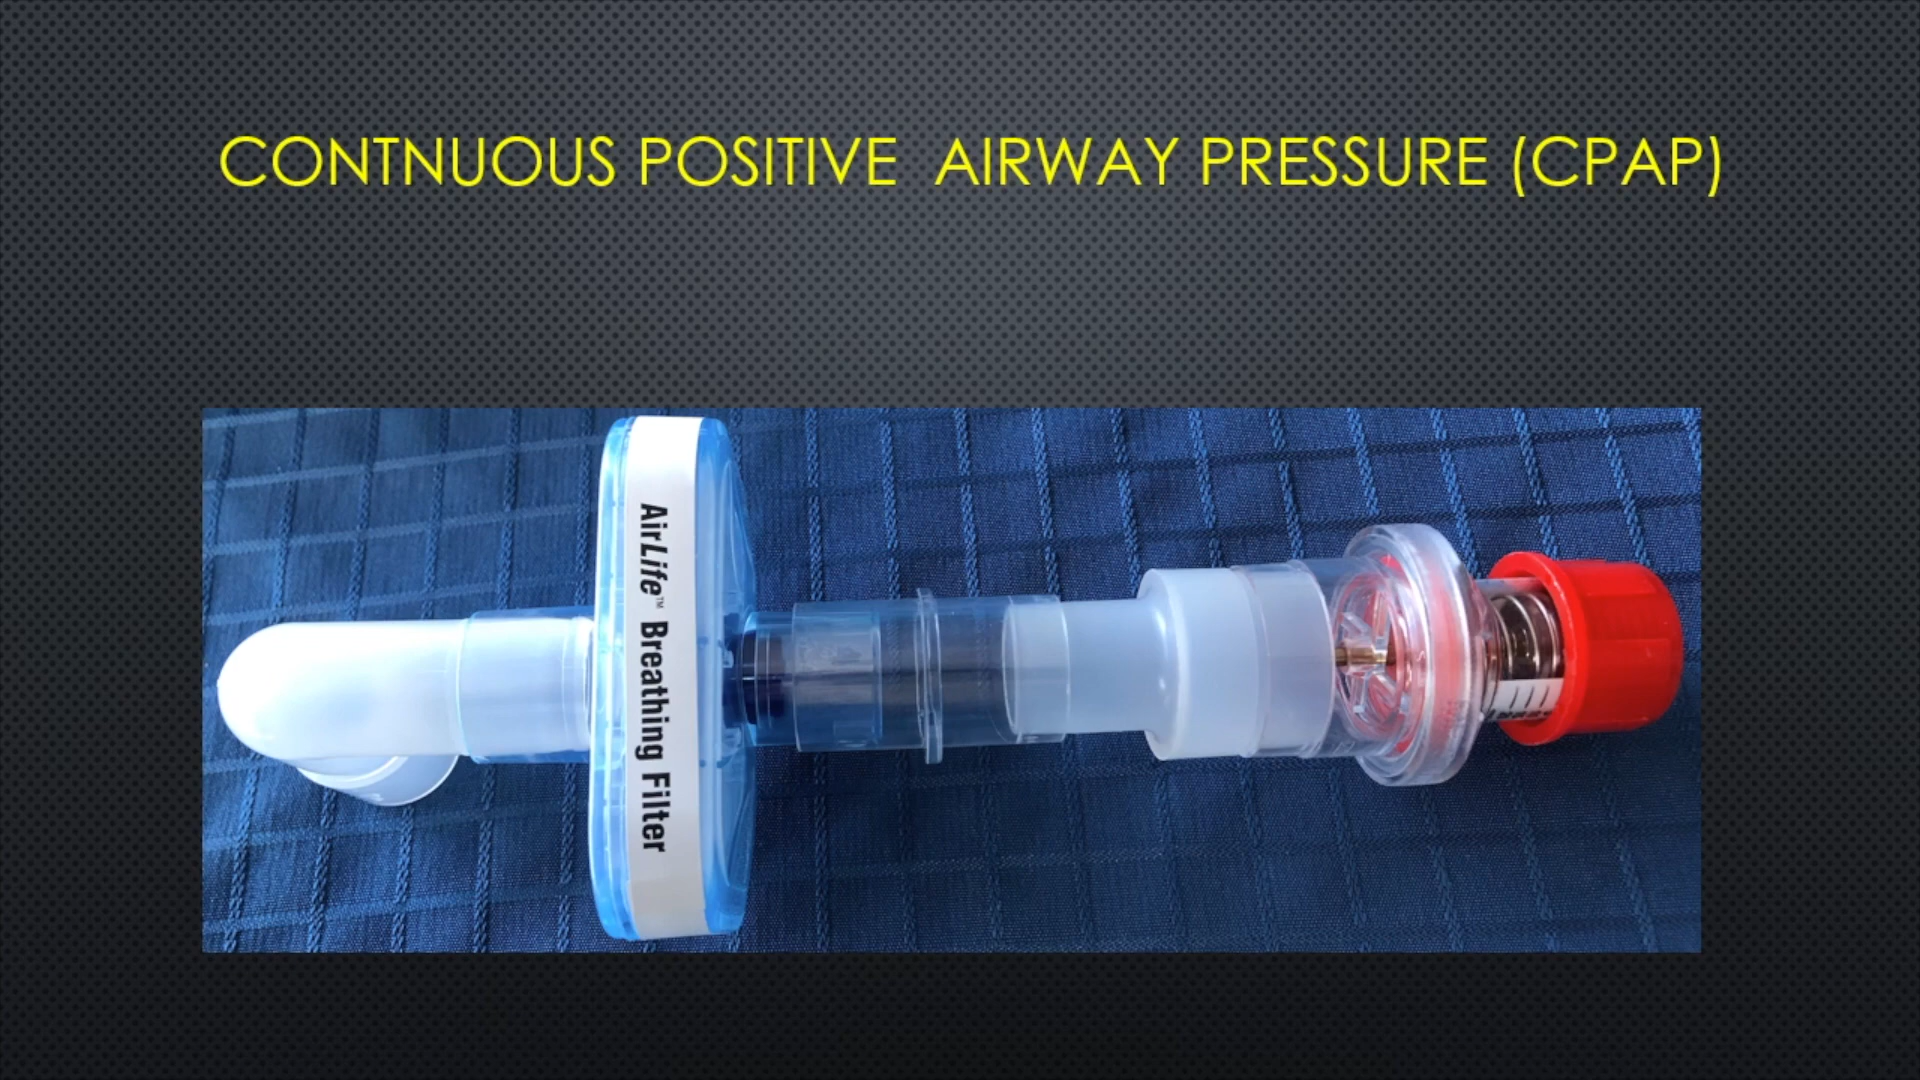 CONTNUOUS POSITIVE  AIRWAY PRESSURE (CPAP)
AirLife™ Breathing Filter